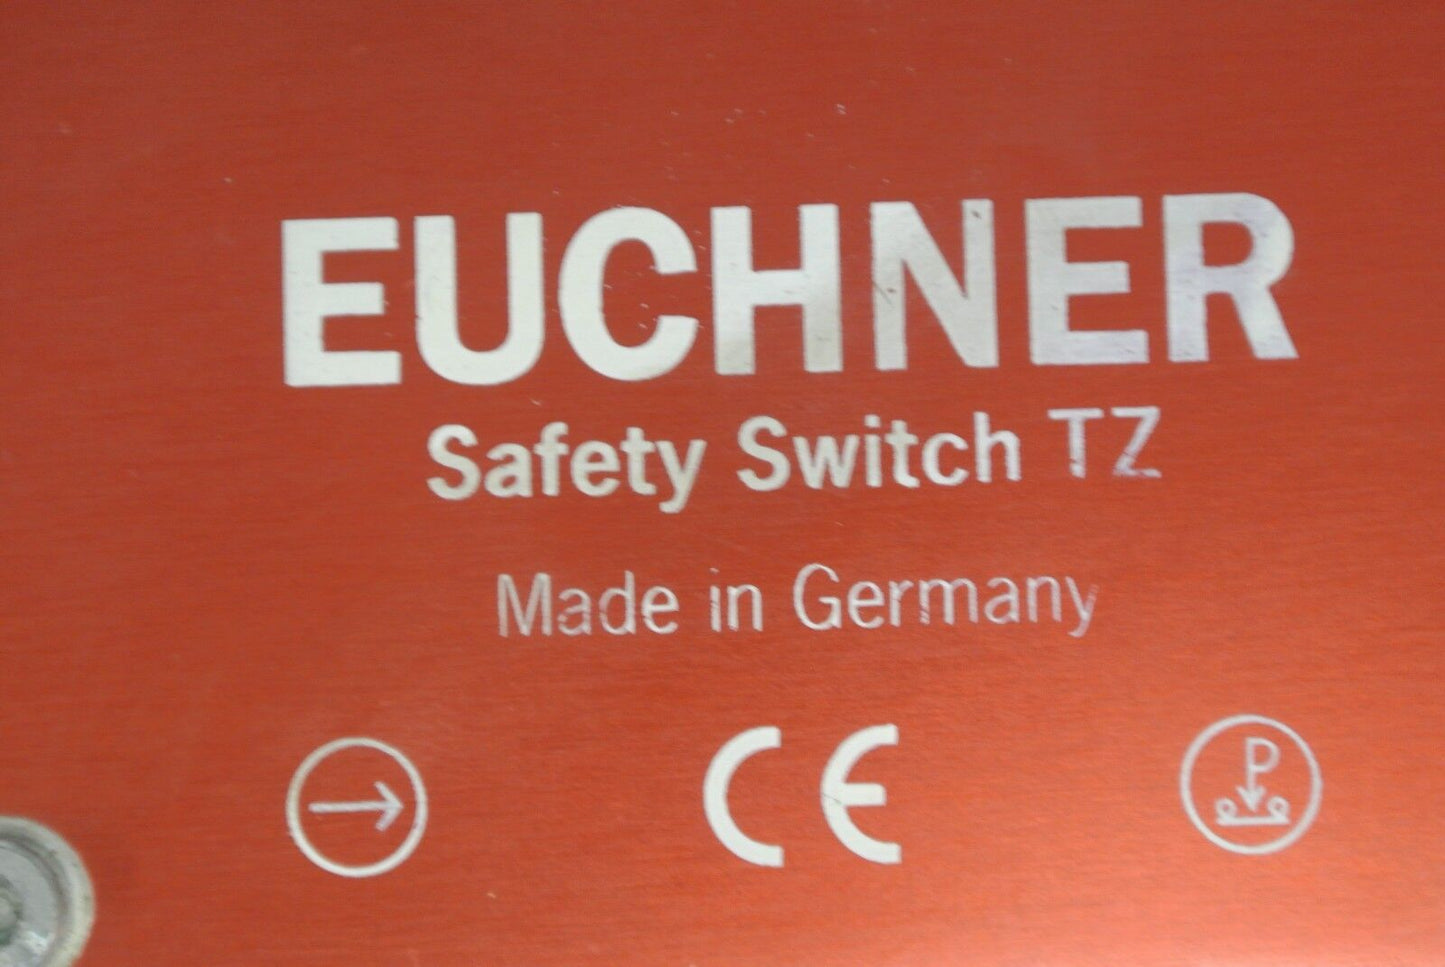 EUCHNER
Safety Switch TZ
Made in Germany
CE
P